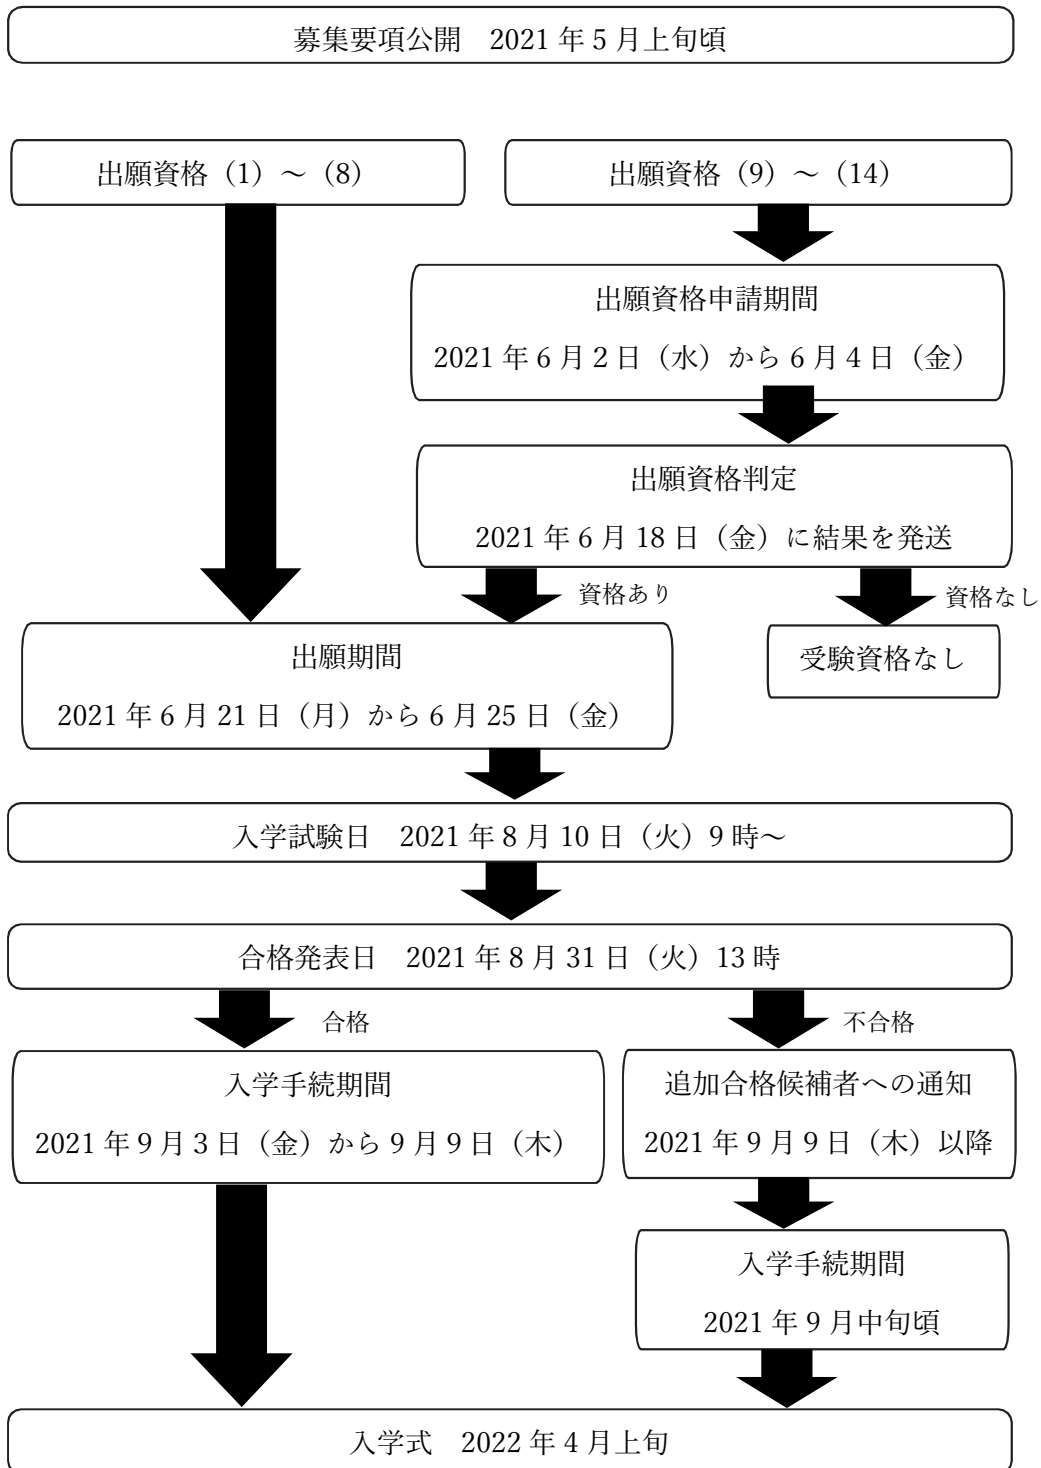 募集要項公開　2021 年 5 月上旬頃
出願資格（1）～（8）
出願資格（9）～（14）
出願資格申請期間
2021 年 6 月 2 日（水）から 6 月 4 日（金）
出願資格判定
2021 年 6 月 18 日（金）に結果を発送
資格あり
資格なし
出願期間
2021 年 6 月 21 日（月）から 6 月 25 日（金）
受験資格なし
入学試験日　2021 年 8 月 10 日（火）9 時～
合格発表日　2021 年 8 月 31 日（火）13 時
合格
不合格
入学手続期間
2021 年 9 月 3 日（金）から 9 月 9 日（木）
追加合格候補者への通知
2021 年 9 月 9 日（木）以降
入学手続期間
2021 年 9 月中旬頃
入学式　2022 年 4 月上旬